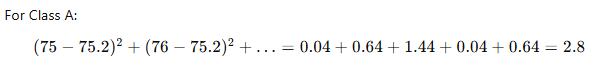 For Class A:
(75 − 75.2)² + (76 − 75.2)² + … = 0.04 + 0.64 + 1.44 + 0.04 + 0.64 = 2.8